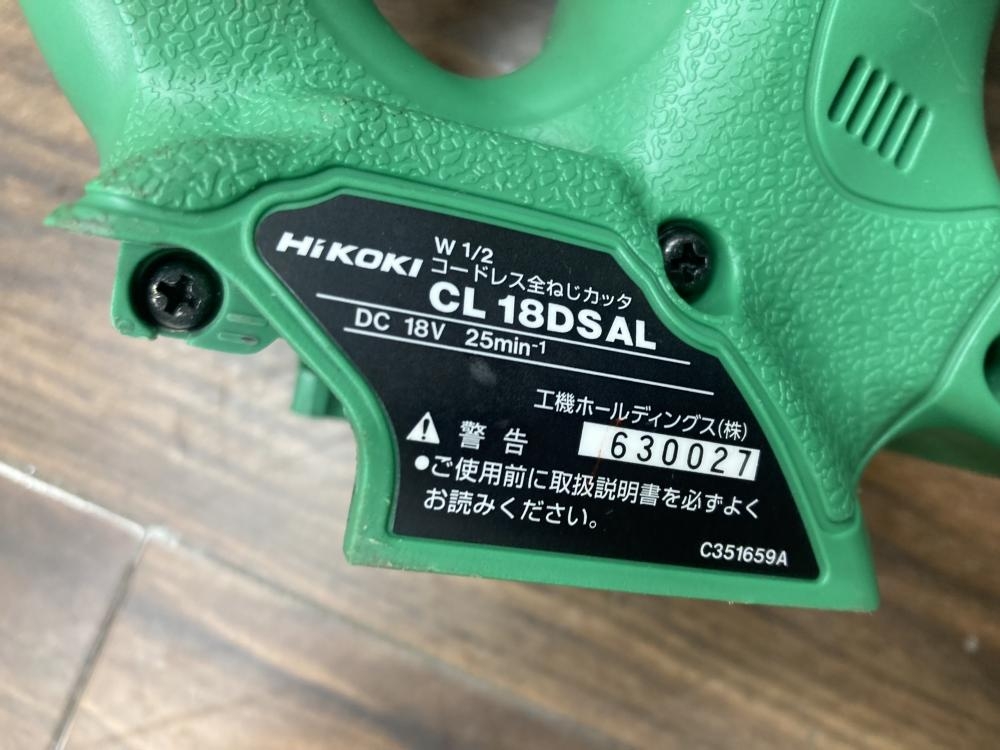 HiKOKI
W 1/2
コードレス全ねじカッタ
CL 18DSAL
DC 18V 25min-1
工機ホールディングス(株)
警告
630027
●ご使用前に取扱説明書を必ずよく
お読みください。
C351659A